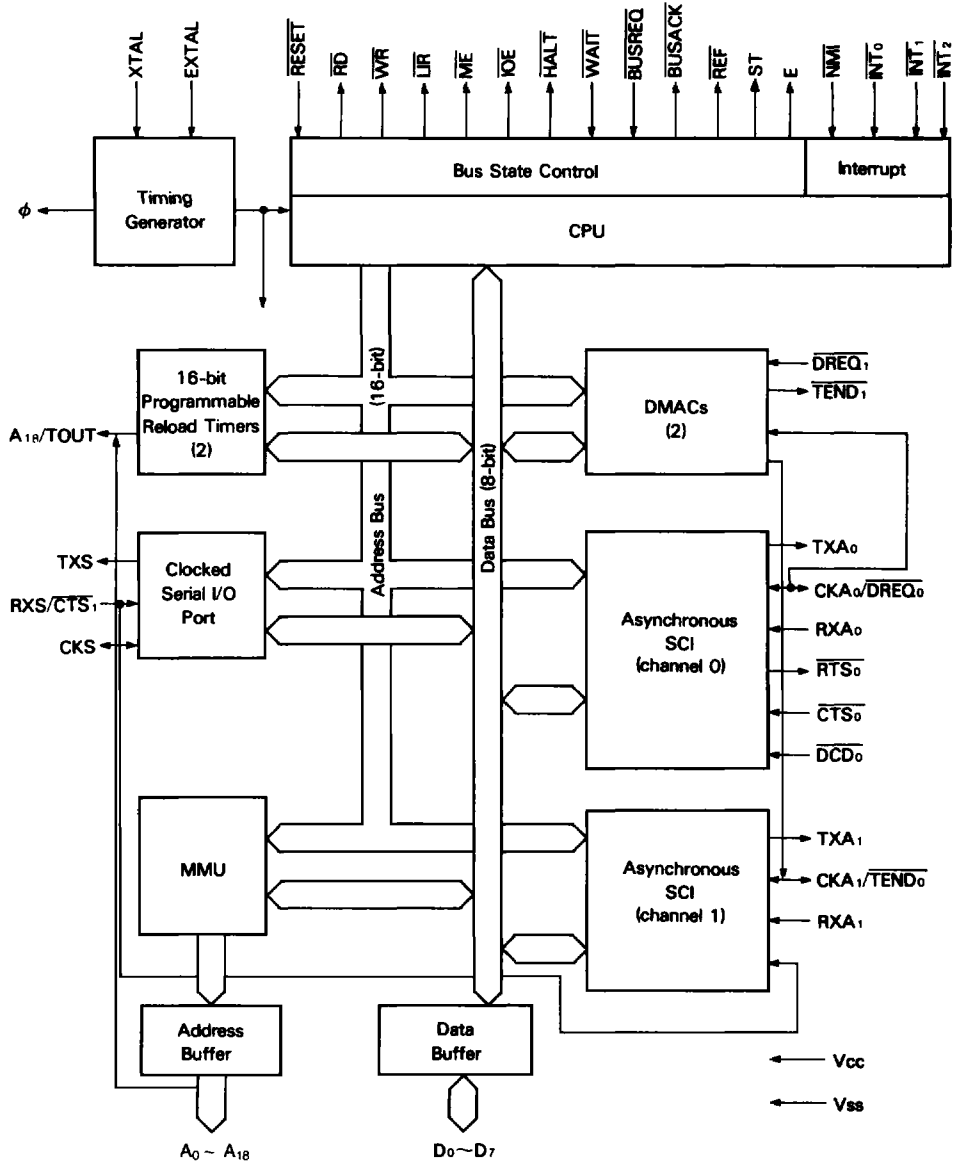 XTAL
EXTAL
RESET
RD
WR
LIR
ME
IOE
HALT
WAIT
BUSREQ
BUSACK
REF
ST
E
NMI
INT0
INT1
INT2
Timing
Generator
ϕ
Bus State Control
Interrupt
CPU
16-bit
Programmable
Reload Timers
(2)
A18/TOUT
(16-bit)
Address Bus
Data Bus (8-bit)
DMACs
(2)
DREQ1
TEND1
TXS
RXS/CTS1
CKS
Clocked
Serial I/O
Port
Asynchronous
SCI
(channel 0)
TXA0
CKA0/DREQ0
RXA0
RTS0
CTS0
DCD0
MMU
Asynchronous
SCI
(channel 1)
TXA1
CKA1/TEND0
RXA1
Address
Buffer
Data
Buffer
Vcc
Vss
A0 ~ A18
D0~D7